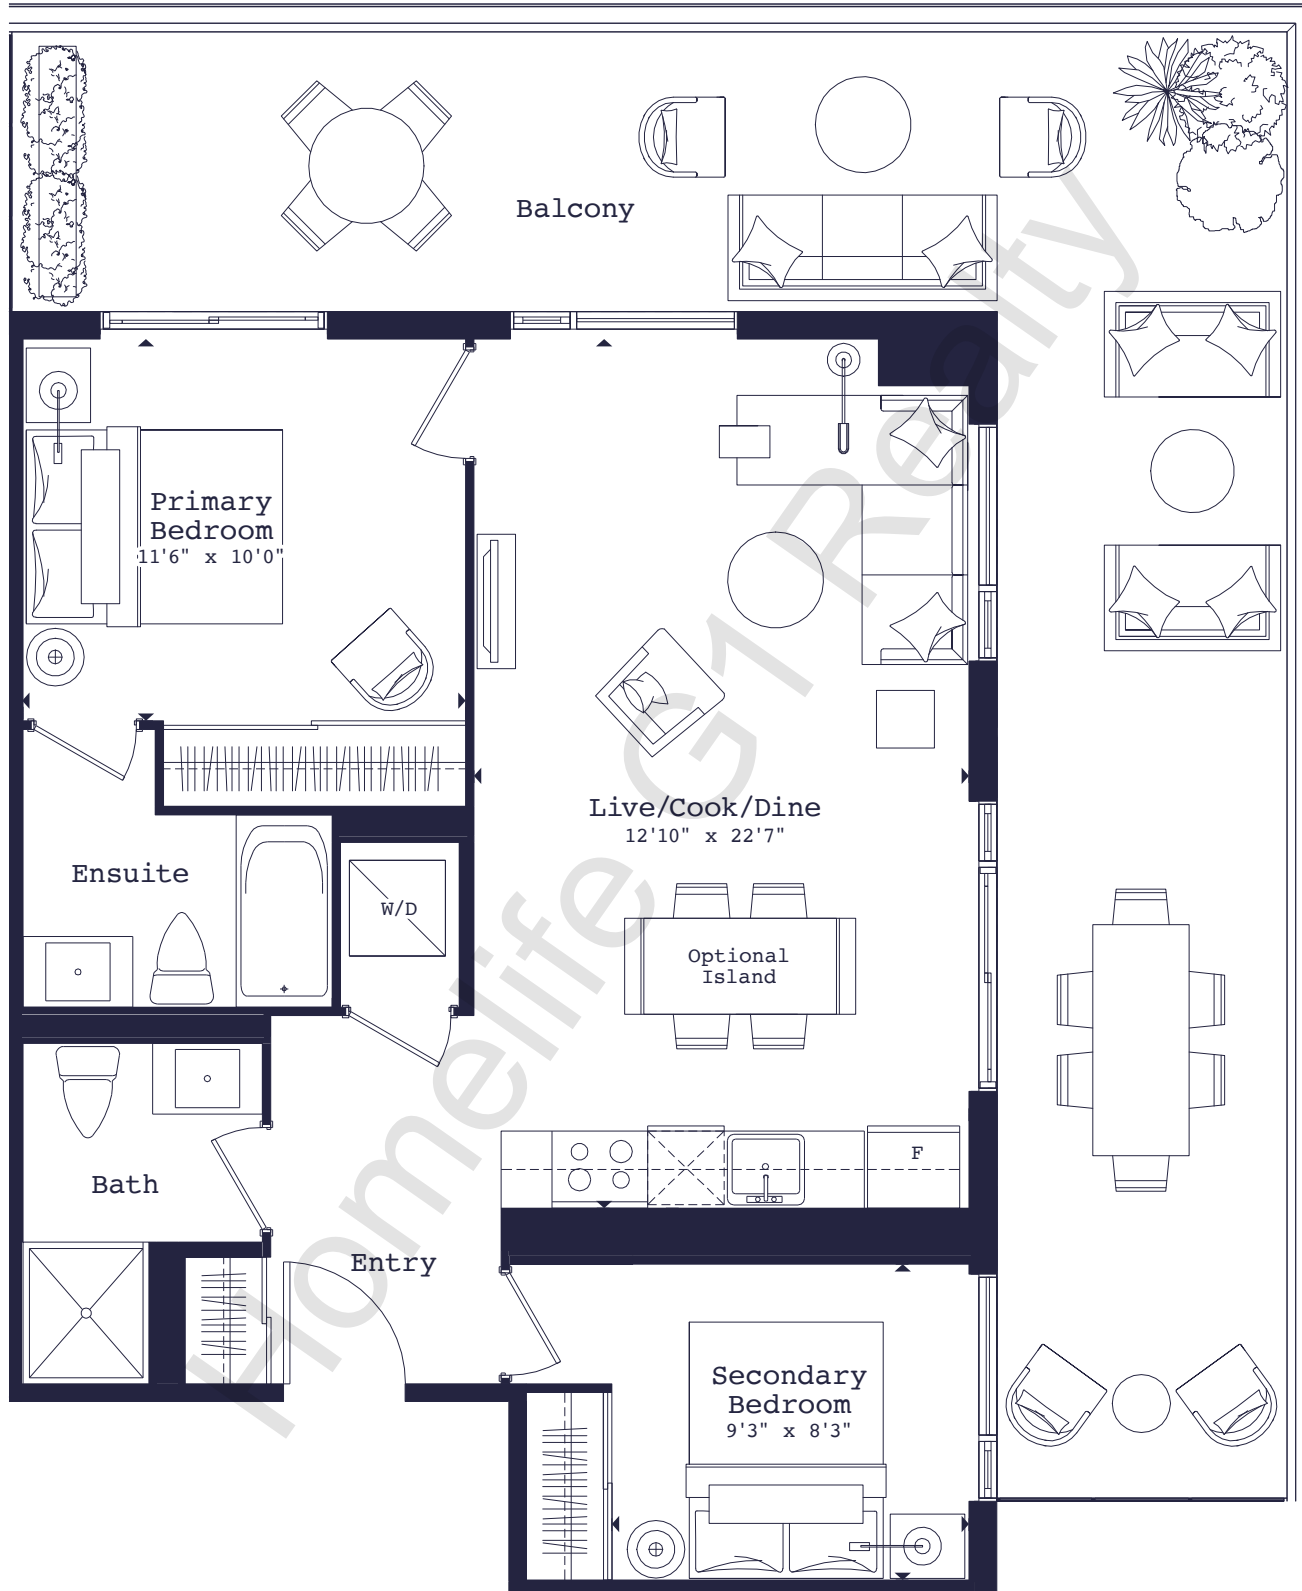 Balcony
Primary
Bedroom
11'6" x 10'0"
Live/Cook/Dine
12'10" x 22'7"
Ensuite
W/D
Optional
Island
F
Bath
Entry
Secondary
Bedroom
9'3" x 8'3"
Homelife G1 Realty